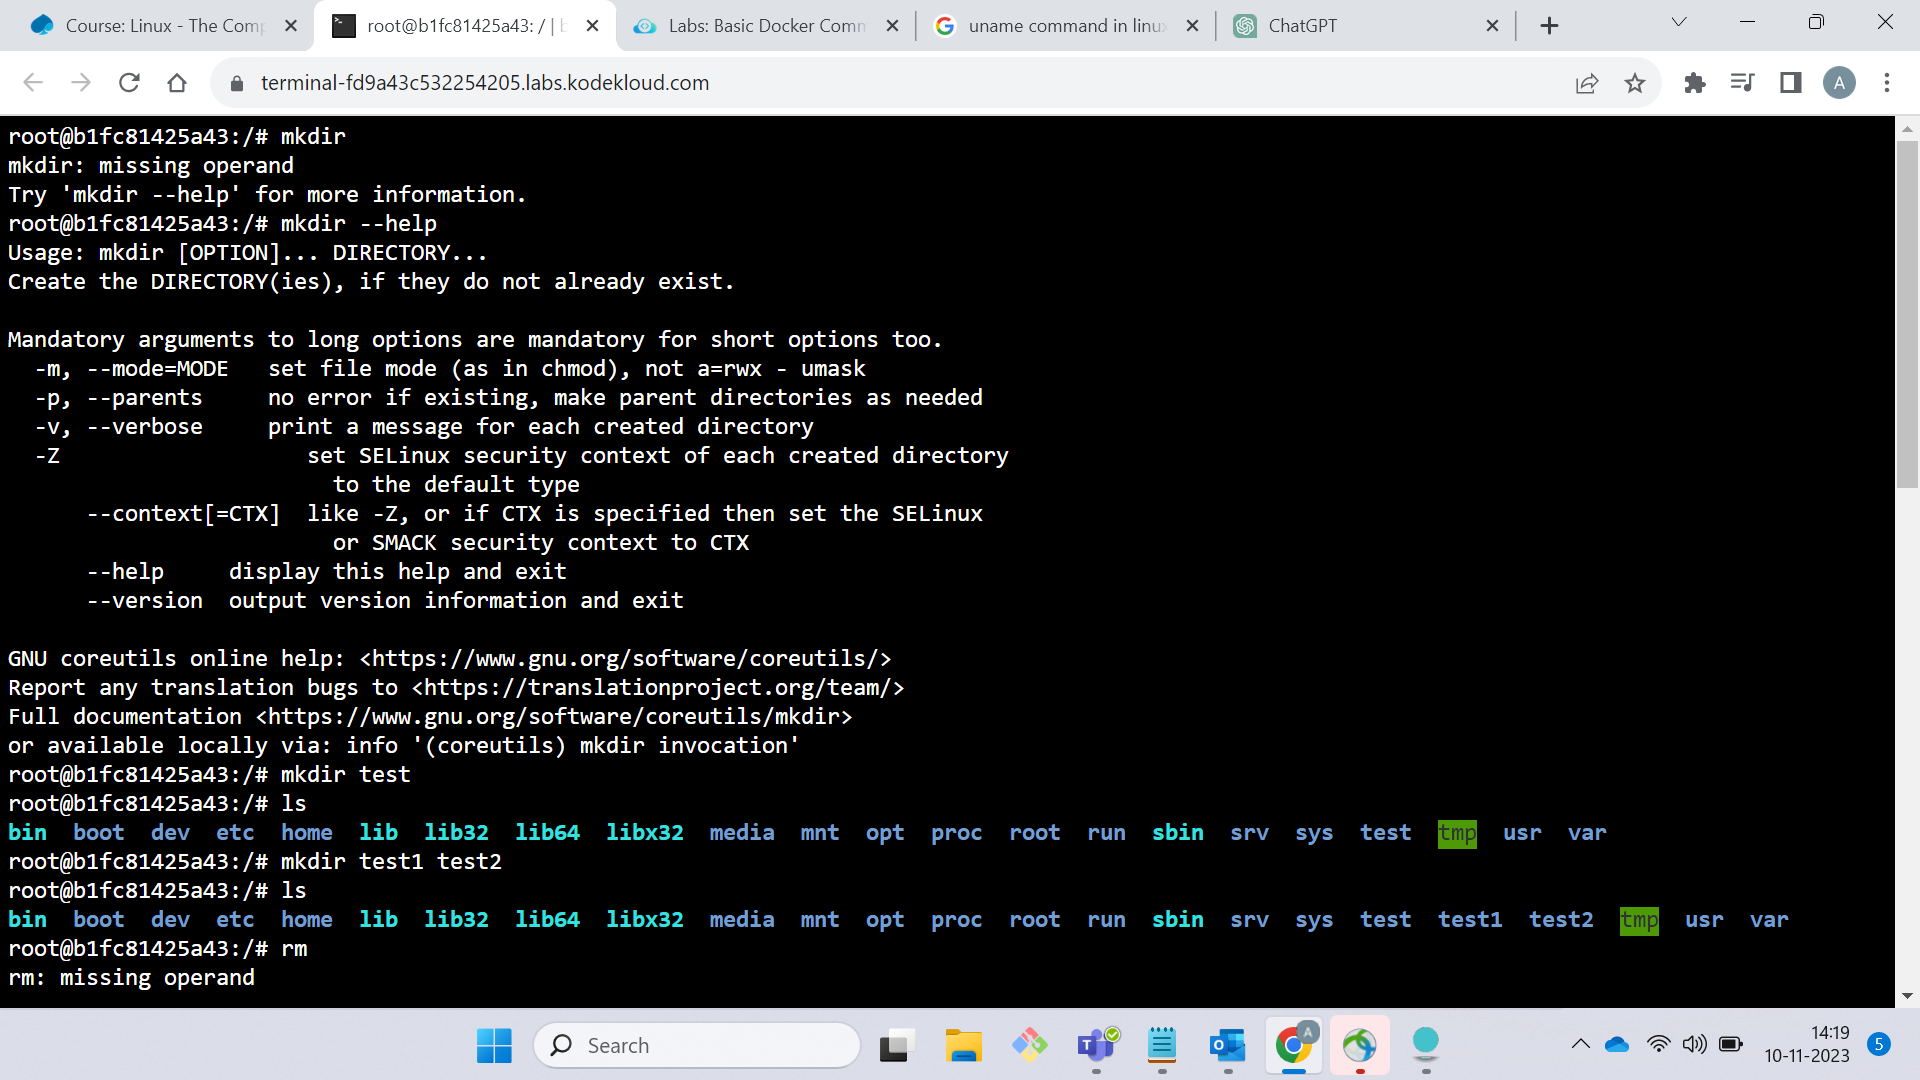 Course: Linux - The Comp
root@b1fc81425a43: / | b
Labs: Basic Docker Comm
uname command in linux
ChatGPT
terminal-fd9a43c532254205.labs.kodekloud.com
A
root@b1fc81425a43:/# mkdir
mkdir: missing operand
Try 'mkdir --help' for more information.
root@b1fc81425a43:/# mkdir --help
Usage: mkdir [OPTION]... DIRECTORY...
Create the DIRECTORY(ies), if they do not already exist.
Mandatory arguments to long options are mandatory for short options too.
  -m, --mode=MODE   set file mode (as in chmod), not a=rwx - umask
  -p, --parents     no error if existing, make parent directories as needed
  -v, --verbose     print a message for each created directory
  -Z                   set SELinux security context of each created directory
                         to the default type
      --context[=CTX]  like -Z, or if CTX is specified then set the SELinux
                         or SMACK security context to CTX
      --help     display this help and exit
      --version  output version information and exit
GNU coreutils online help: <https://www.gnu.org/software/coreutils/>
Report any translation bugs to <https://translationproject.org/team/>
Full documentation <https://www.gnu.org/software/coreutils/mkdir>
or available locally via: info '(coreutils) mkdir invocation'
root@b1fc81425a43:/# mkdir test
root@b1fc81425a43:/# ls
bin  boot  dev  etc  home  lib  lib32  lib64  libx32  media  mnt  opt  proc  root  run  sbin  srv  sys  test  tmp  usr  var
root@b1fc81425a43:/# mkdir test1 test2
root@b1fc81425a43:/# ls
bin  boot  dev  etc  home  lib  lib32  lib64  libx32  media  mnt  opt  proc  root  run  sbin  srv  sys  test  test1  test2  tmp  usr  var
root@b1fc81425a43:/# rm
rm: missing operand
Search
T
O
A
14:19
10-11-2023
5